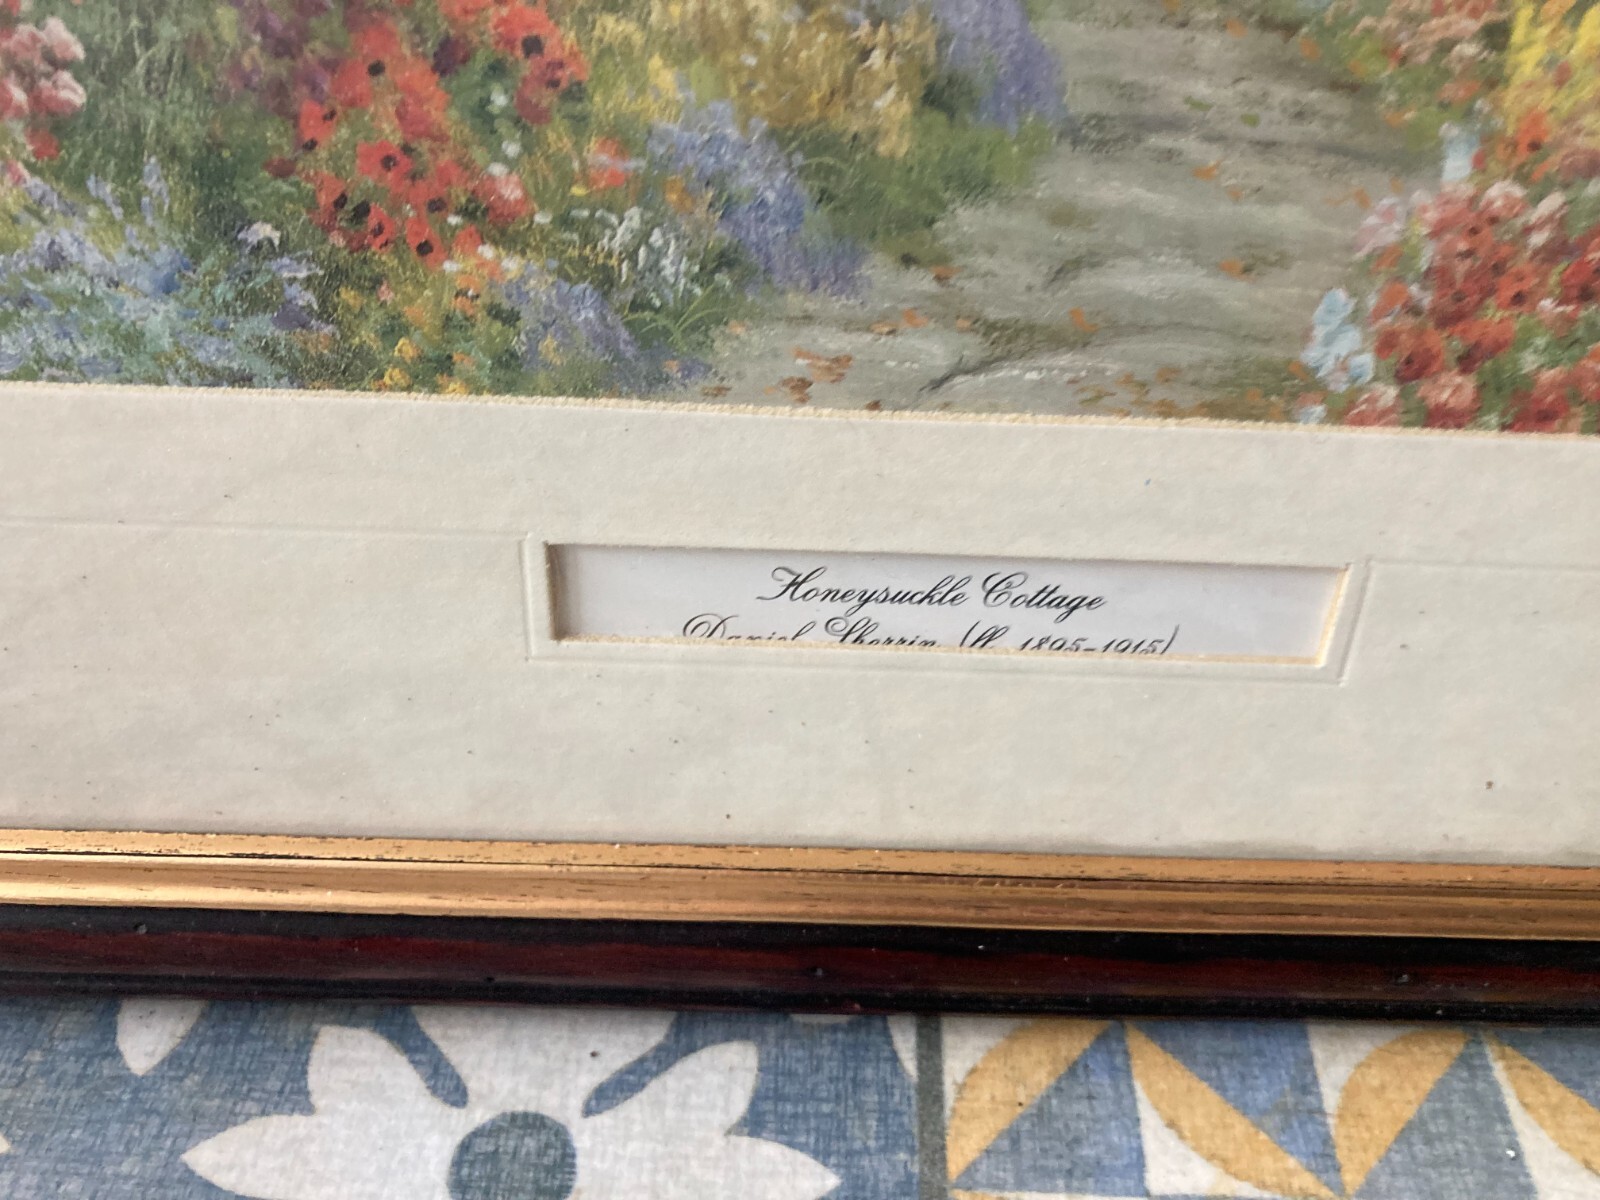 Honeysuckle Cottage
Daniel Sherrin (fl. 1895-1915)